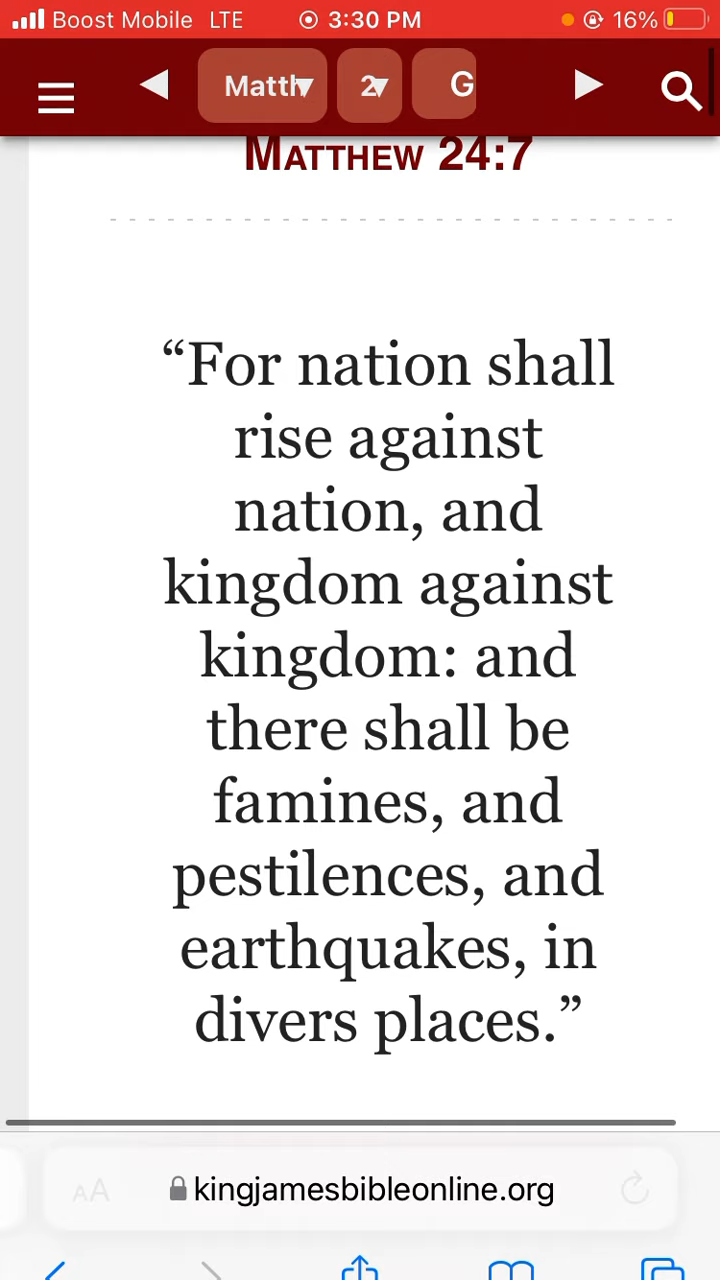 Boost Mobile LTE 3:30 PM 16%
Matth 2 G
MATTHEW 24:7
“For nation shall
rise against
nation, and
kingdom against
kingdom: and
there shall be
famines, and
pestilences, and
earthquakes, in
divers places.”
AA kingjamesbibleonline.org